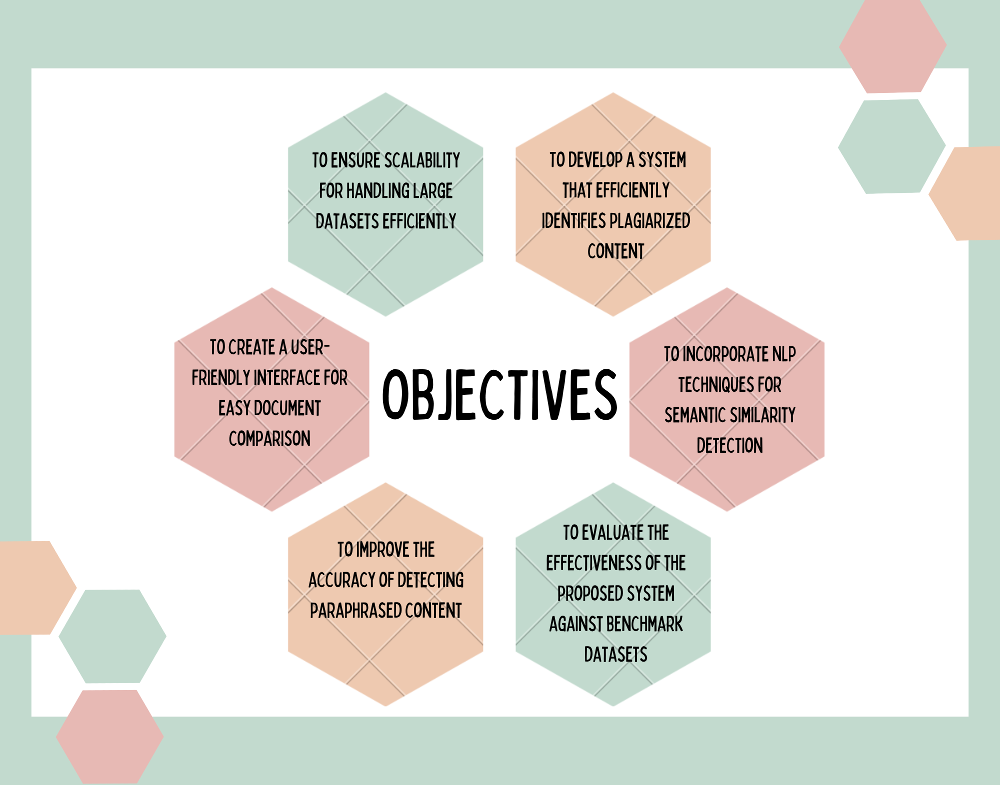 TO ENSURE SCALABILITY
FOR HANDLING LARGE
DATASETS EFFICIENTLY
TO DEVELOP A SYSTEM
THAT EFFICIENTLY
IDENTIFIES PLAGIARIZED
CONTENT
TO CREATE A USER-
FRIENDLY INTERFACE FOR
EASY DOCUMENT
COMPARISON
OBJECTIVES
TO INCORPORATE NLP
TECHNIQUES FOR
SEMANTIC SIMILARITY
DETECTION
TO IMPROVE THE
ACCURACY OF DETECTING
PARAPHRASED CONTENT
TO EVALUATE THE
EFFECTIVENESS OF THE
PROPOSED SYSTEM
AGAINST BENCHMARK
DATASETS